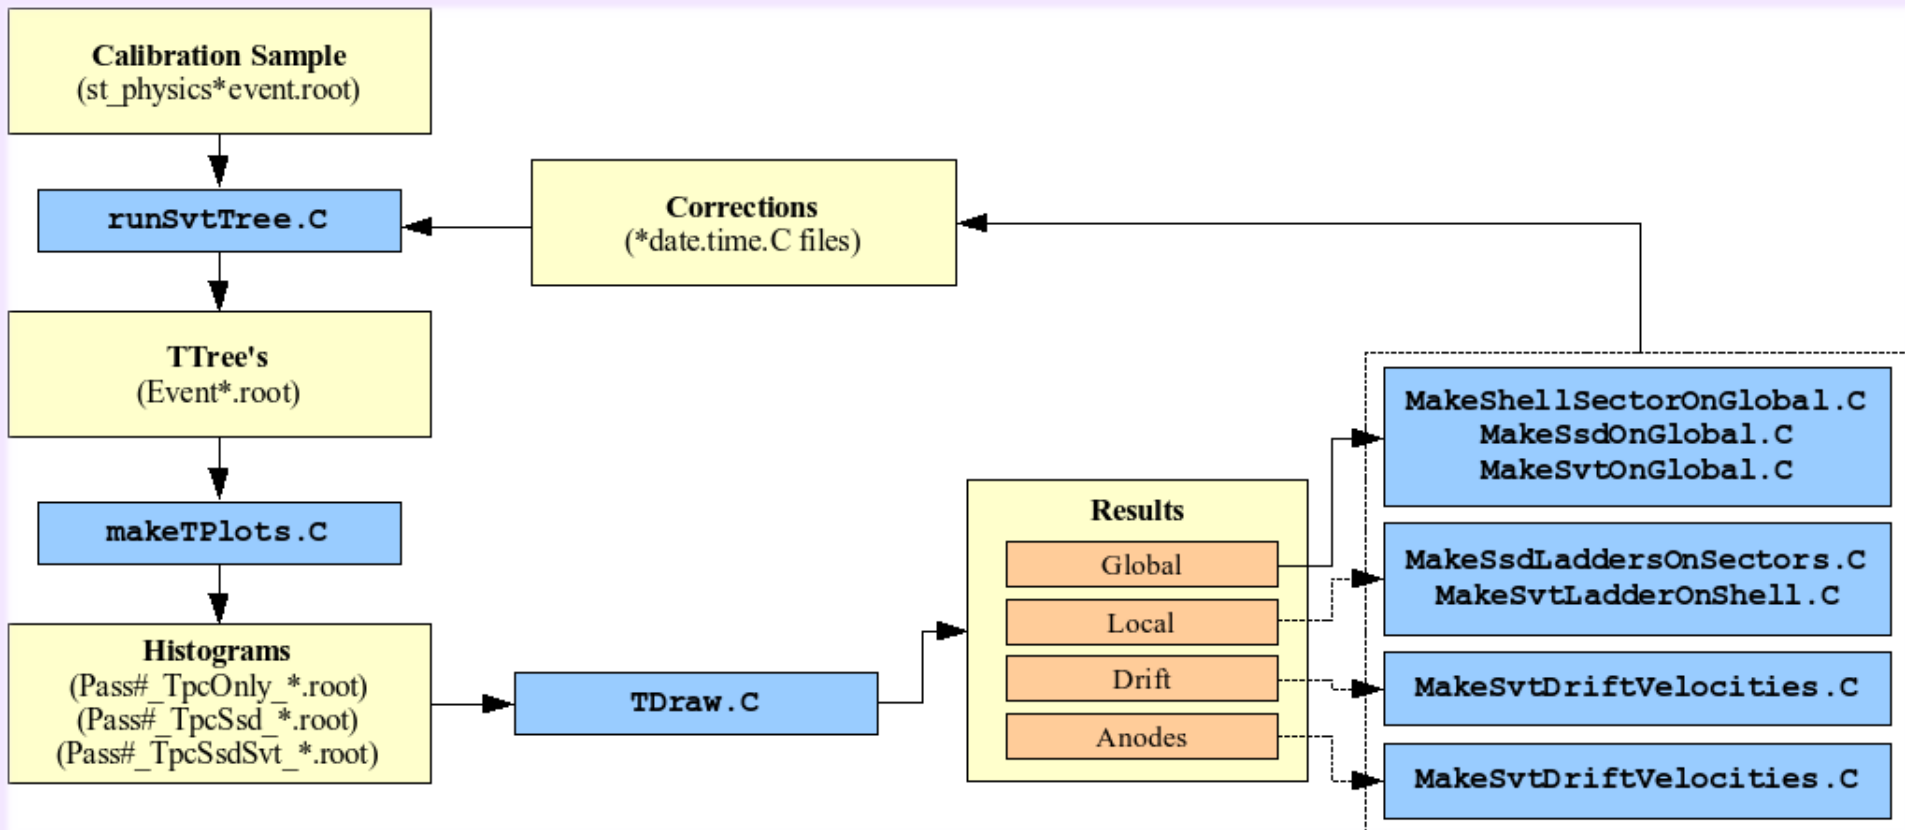 Calibration Sample
(st_physics*event.root)
runSvtTree.C
Corrections
(*date.time.C files)
TTree's
(Event*.root)
makeTPlots.C
Histograms
(Pass#_TpcOnly_*.root)
(Pass#_TpcSsd_*.root)
(Pass#_TpcSsdSvt_*.root)
TDraw.C
Results
Global
Local
Drift
Anodes
MakeShellSectorOnGlobal.C
MakeSsdOnGlobal.C
MakeSvtOnGlobal.C
MakeSsdLaddersOnSectors.C
MakeSvtLadderOnShell.C
MakeSvtDriftVelocities.C
MakeSvtDriftVelocities.C